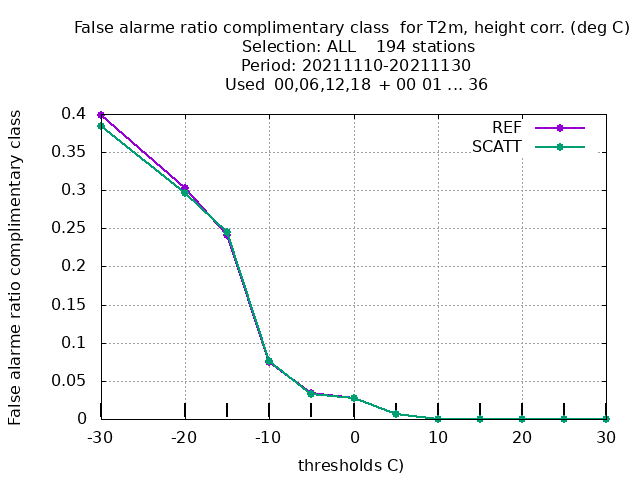 False alarme ratio complimentary class  for T2m, height corr. (deg C)
Selection: ALL    194 stations
Period: 20211110-20211130
Used  00,06,12,18 + 00 01 ... 36
False alarme ratio complimentary class
0.4
0.35
0.3
0.25
0.2
0.15
0.1
0.05
0
REF
SCATT
-30 -20 -10 0 10 20 30
thresholds C)